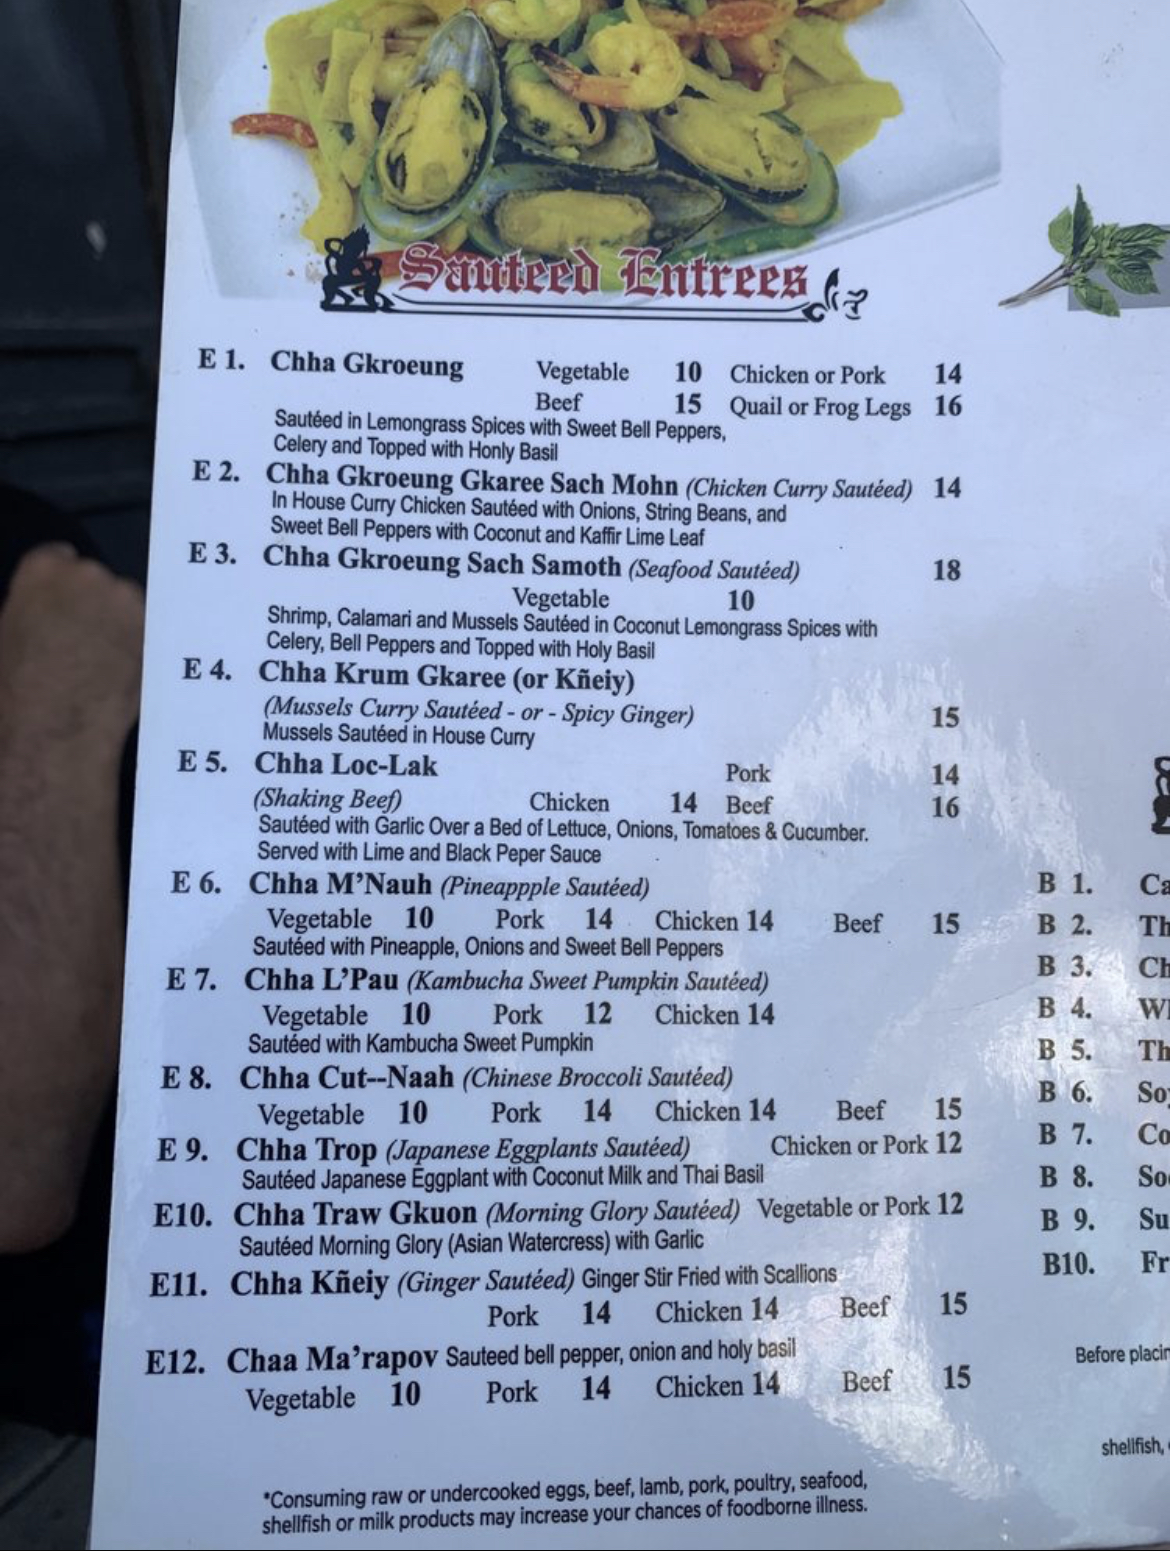 Sauteed Entrees
E 1. Chha Gkroeung Vegetable 10 Chicken or Pork 14
Beef 15 Quail or Frog Legs 16
Sautéed in Lemongrass Spices with Sweet Bell Peppers,
Celery and Topped with Honly Basil
E 2. Chha Gkroeung Gkaree Sach Mohn (Chicken Curry Sautéed) 14
In House Curry Chicken Sautéed with Onions, String Beans, and
Sweet Bell Peppers with Coconut and Kaffir Lime Leaf
E 3. Chha Gkroeung Sach Samoth (Seafood Sautéed) 18
Vegetable 10
Shrimp, Calamari and Mussels Sautéed in Coconut Lemongrass Spices with
Celery, Bell Peppers and Topped with Holy Basil
E 4. Chha Krum Gkaree (or Kñeiy)
(Mussels Curry Sautéed - or - Spicy Ginger) 15
Mussels Sautéed in House Curry
E 5. Chha Loc-Lak Pork 14
(Shaking Beef) Chicken 14 Beef 16
Sautéed with Garlic Over a Bed of Lettuce, Onions, Tomatoes & Cucumber.
Served with Lime and Black Peper Sauce
E 6. Chha M'Nauh (Pineappple Sautéed)
Vegetable 10 Pork 14 Chicken 14 Beef 15
Sautéed with Pineapple, Onions and Sweet Bell Peppers
E 7. Chha L'Pau (Kambucha Sweet Pumpkin Sautéed)
Vegetable 10 Pork 12 Chicken 14
Sautéed with Kambucha Sweet Pumpkin
E 8. Chha Cut--Naah (Chinese Broccoli Sautéed)
Vegetable 10 Pork 14 Chicken 14 Beef 15
E 9. Chha Trop (Japanese Eggplants Sautéed) Chicken or Pork 12
Sautéed Japanese Eggplant with Coconut Milk and Thai Basil
E10. Chha Traw Gkuon (Morning Glory Sautéed) Vegetable or Pork 12
Sautéed Morning Glory (Asian Watercress) with Garlic
E11. Chha Kñeiy (Ginger Sautéed) Ginger Stir Fried with Scallions
Pork 14 Chicken 14 Beef 15
E12. Chaa Ma'rapov Sauteed bell pepper, onion and holy basil
Vegetable 10 Pork 14 Chicken 14 Beef 15
*Consuming raw or undercooked eggs, beef, lamb, pork, poultry, seafood,
shellfish or milk products may increase your chances of foodborne illness.
B 1.
B 2.
B 3.
B 4.
B 5.
B 6.
B 7.
B 8.
B 9.
B10.
Before
shellfish,